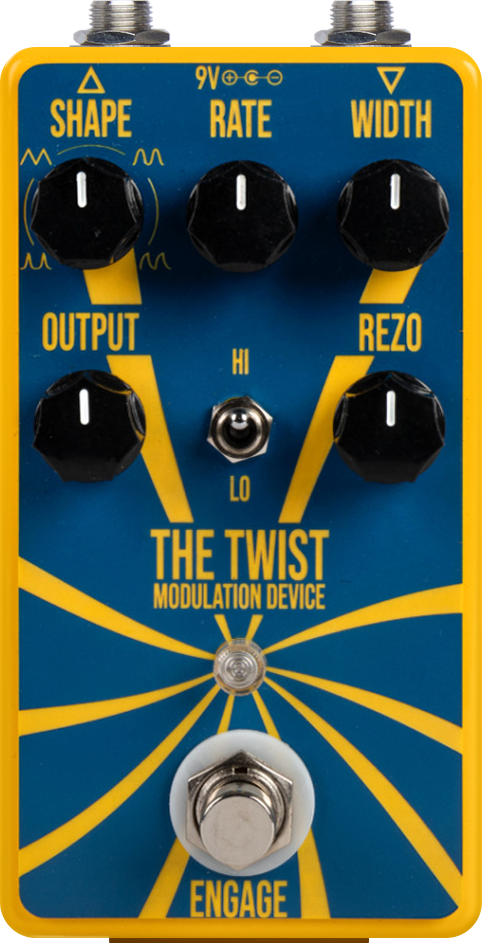 9V
SHAPE RATE WIDTH
OUTPUT REZO
HI
LO
THE TWIST
MODULATION DEVICE
ENGAGE